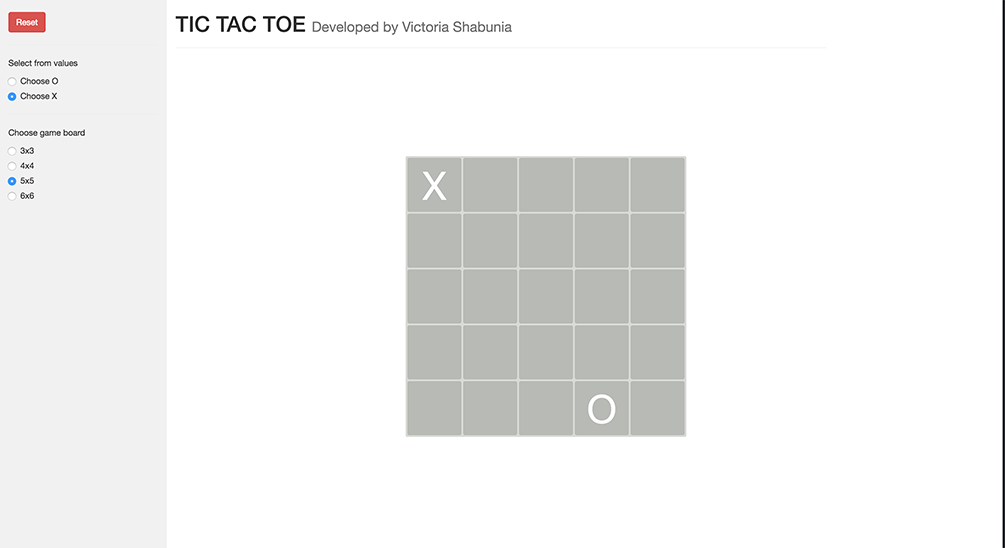 Reset
Select from values
Choose O
Choose X
Choose game board
3x3
4x4
5x5
6x6
TIC TAC TOE Developed by Victoria Shabunia
X
O